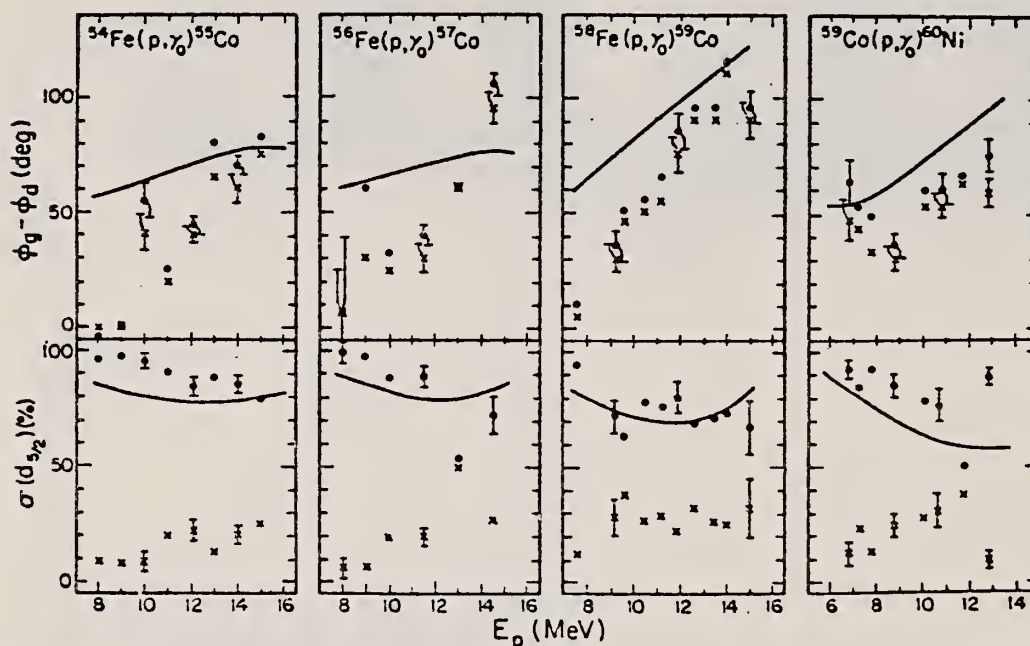 ⁵⁴Fe(p,γ₀)⁵⁵Co
⁵⁶Fe(p,γ₀)⁵⁷Co
⁵⁸Fe(p,γ₀)⁵⁹Co
⁵⁹Co(p,γ₀)⁶⁰Ni
ϕg-ϕd (deg)
100
50
0
σ(d5/2)(%)
100
50
0
8 10 12 14 16
8 10 12 14 16
8 10 12 14 16
6 8 10 12 14
Ep (MeV)